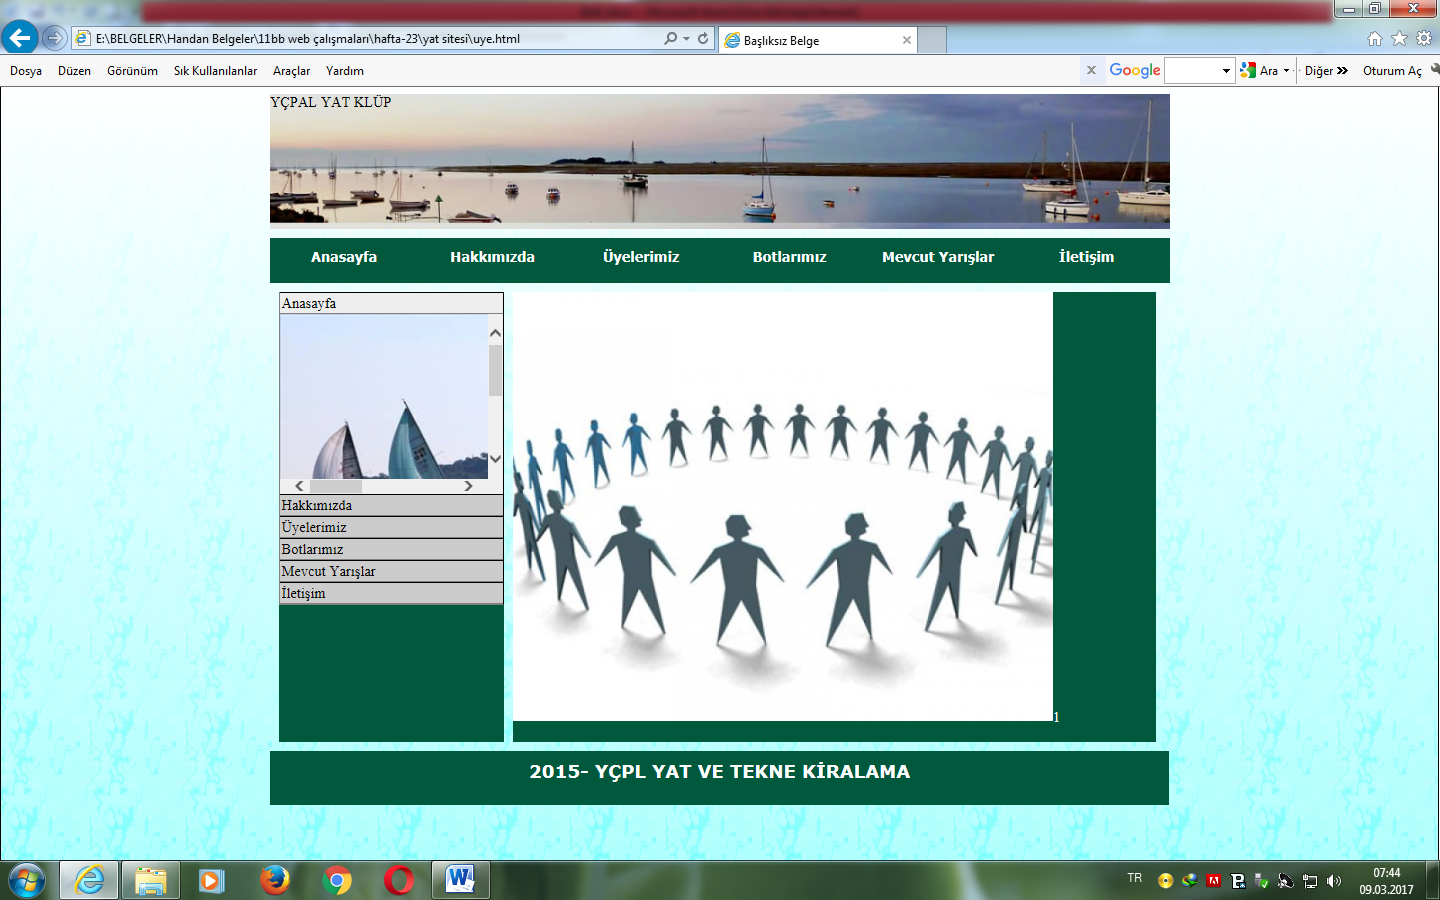 E:\BELGELER\Handan Belgeler\11bb web çalışmaları\hafta-23\yat sitesi\uye.html
Başlıksız Belge
Dosya Düzen Görünüm Sık Kullanılanlar Araçlar Yardım
x Google Ara Diğer Oturum Aç
YÇPAL YAT KLÜP
Anasayfa Hakkımızda Üyelerimiz Botlarımız Mevcut Yarışlar İletişim
Anasayfa
Hakkımızda
Üyelerimiz
Botlarımız
Mevcut Yarışlar
İletişim
1
2015- YÇPL YAT VE TEKNE KİRALAMA
TR
07:44
09.03.2017